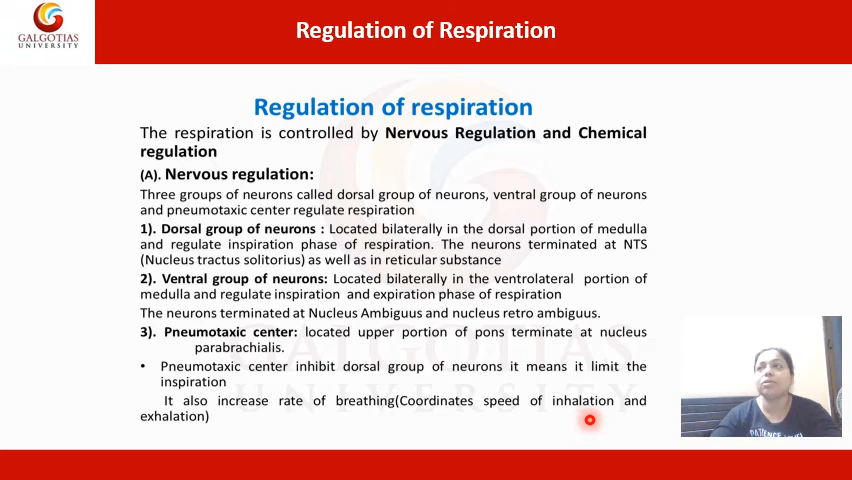 GALGOTIAS
UNIVERSITY
Regulation of Respiration
Regulation of respiration
The respiration is controlled by Nervous Regulation and Chemical
regulation
(A). Nervous regulation:
Three groups of neurons called dorsal group of neurons, ventral group of neurons
and pneumotaxic center regulate respiration
1). Dorsal group of neurons : Located bilaterally in the dorsal portion of medulla
and regulate inspiration phase of respiration. The neurons terminated at NTS
(Nucleus tractus solitorius) as well as in reticular substance
2). Ventral group of neurons: Located bilaterally in the ventrolateral portion of
medulla and regulate inspiration and expiration phase of respiration
The neurons terminated at Nucleus Ambiguus and nucleus retro ambiguus.
3). Pneumotaxic center: located upper portion of pons terminate at nucleus
parabrachialis.
• Pneumotaxic center inhibit dorsal group of neurons it means it limit the
inspiration
It also increase rate of breathing(Coordinates speed of inhalation and
exhalation)
GALGOTIAS
UNIVERSITY
PATIENCE